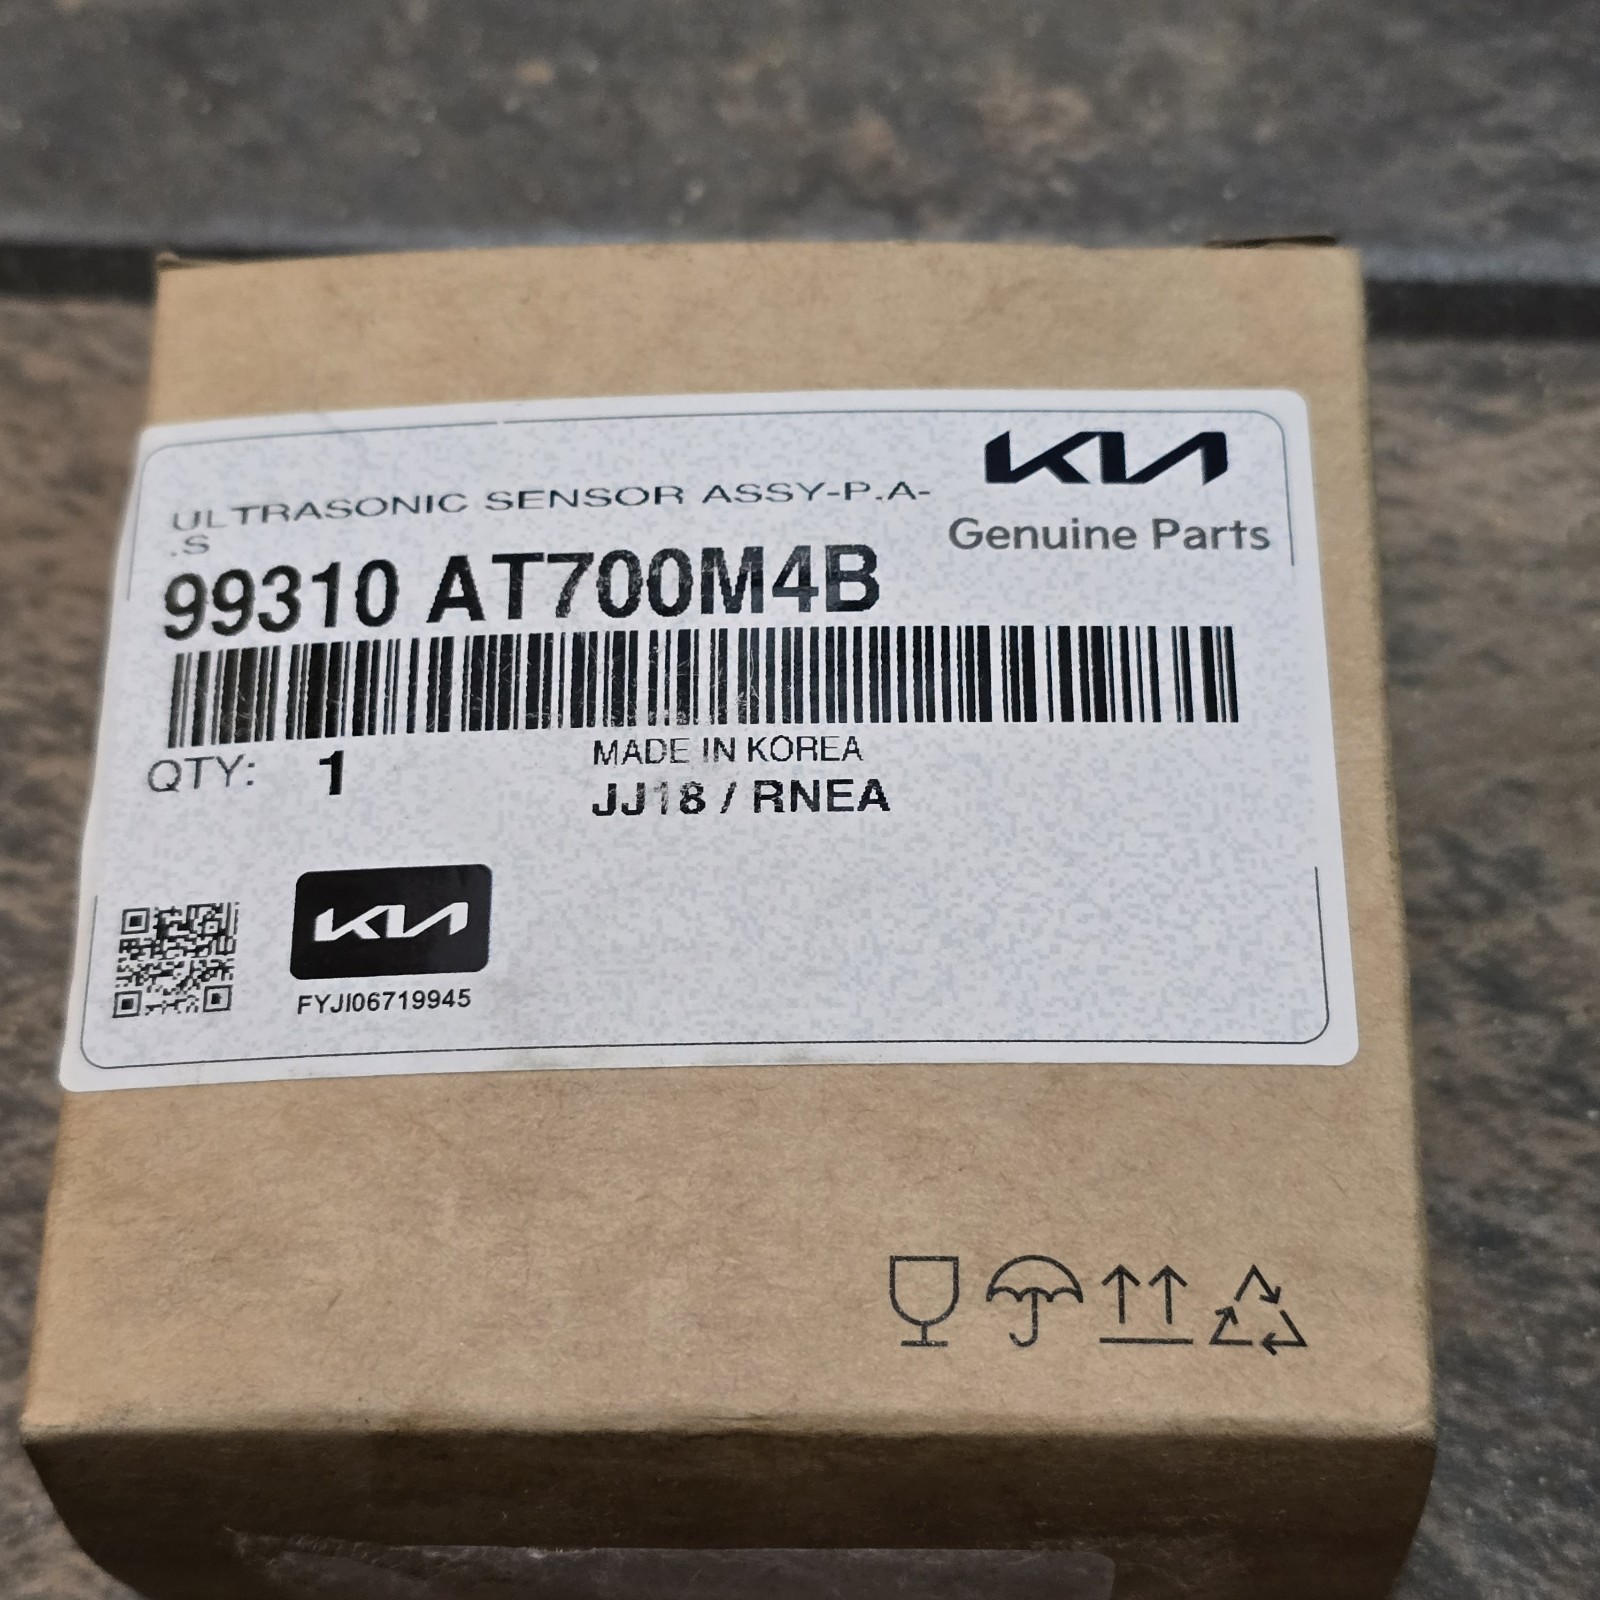 KIA
Genuine Parts
ULTRASONIC SENSOR ASSY-P.A-
.S
99310 AT700M4B
QTY: 1
MADE IN KOREA
JJ18 / RNEA
KIA
FYJI06719945